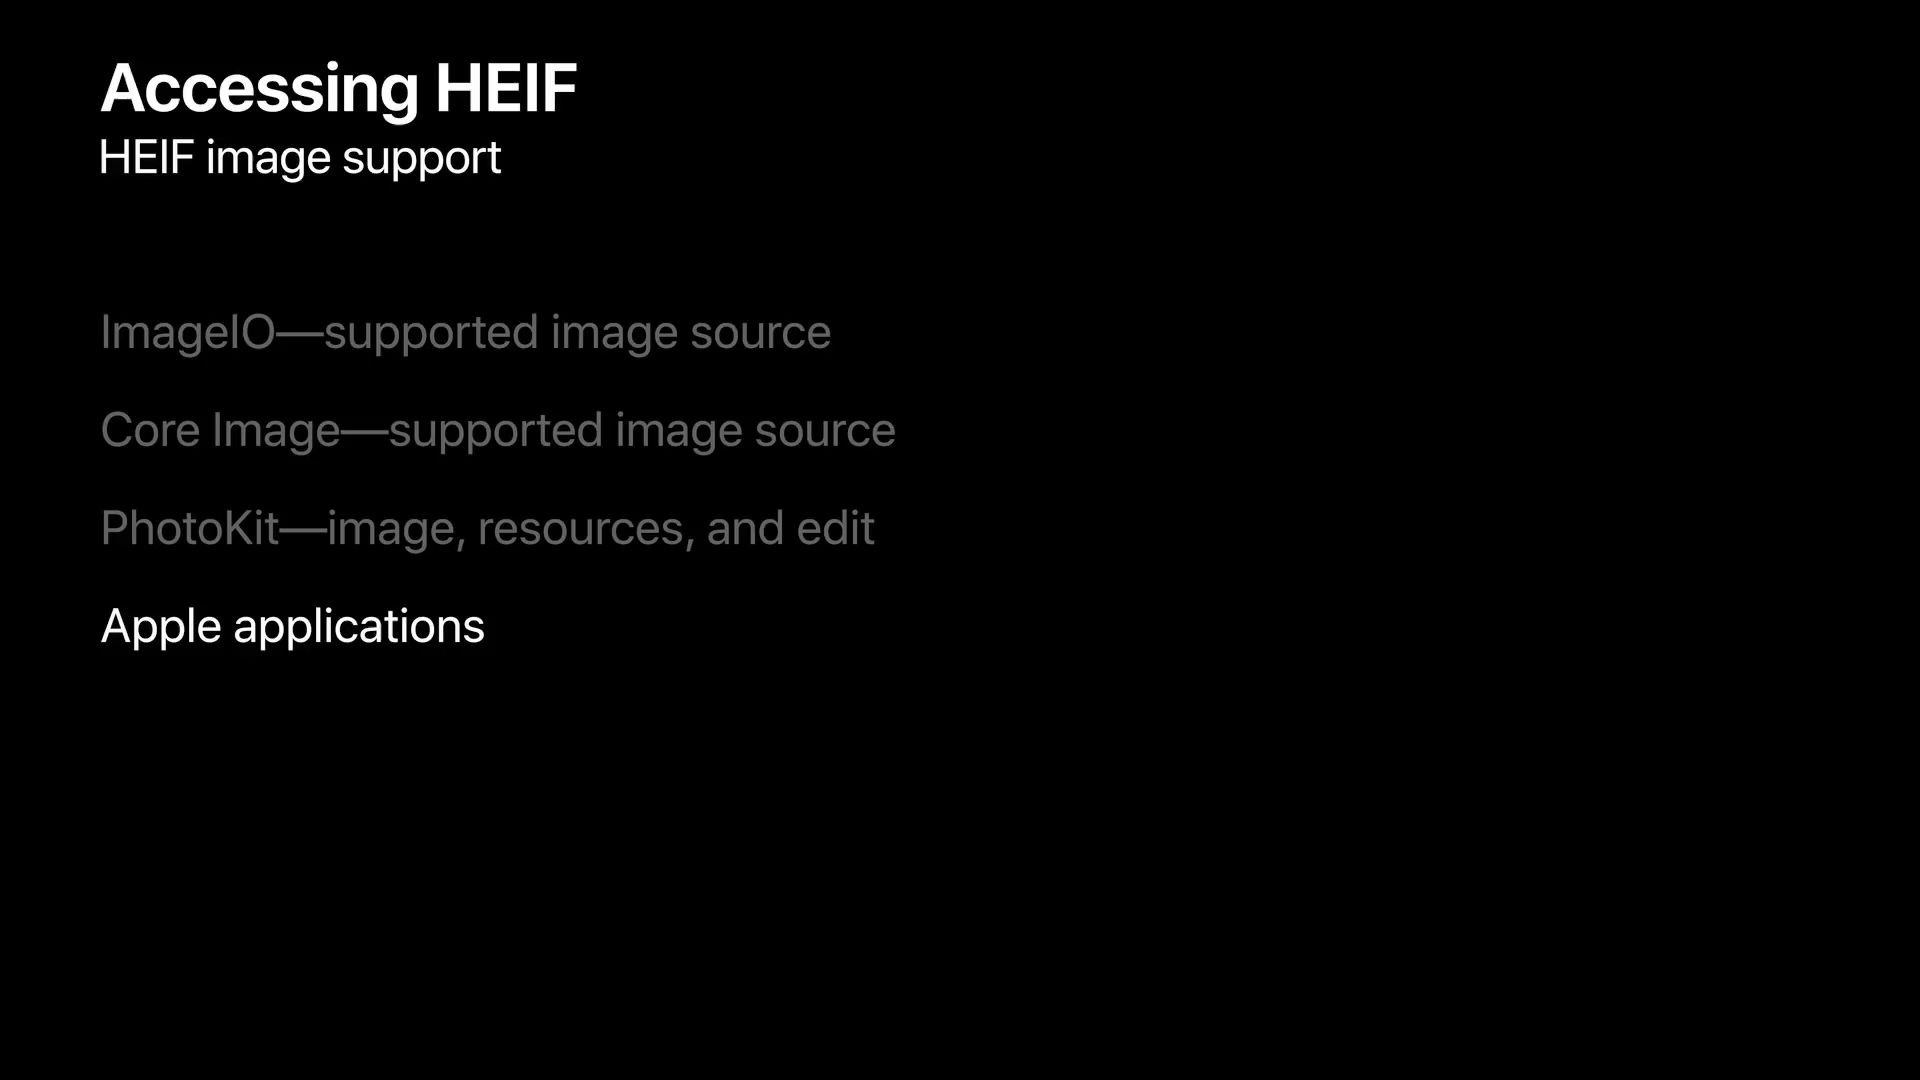 Accessing HEIF
HEIF image support
ImageIO—supported image source
Core Image—supported image source
PhotoKit—image, resources, and edit
Apple applications